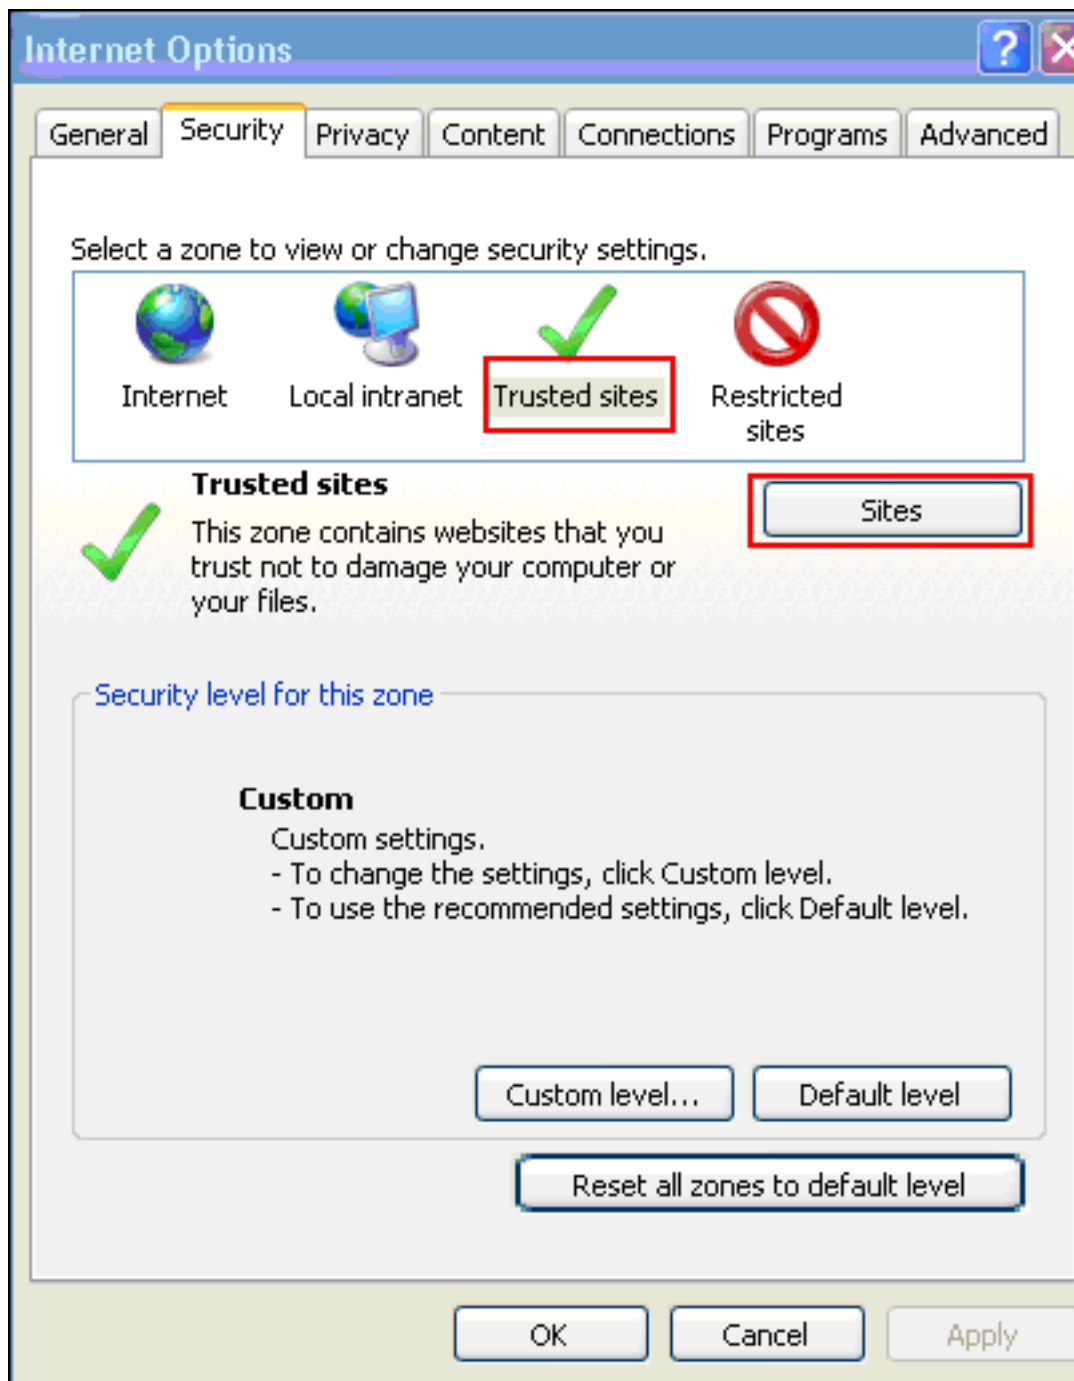 Internet Options
?
General Security Privacy Content Connections Programs Advanced
Select a zone to view or change security settings.
Internet Local intranet Trusted sites Restricted
sites
Trusted sites
Sites
This zone contains websites that you
trust not to damage your computer or
your files.
Security level for this zone
Custom
Custom settings.
- To change the settings, click Custom level.
- To use the recommended settings, click Default level.
Custom level... Default level
Reset all zones to default level
OK Cancel Apply